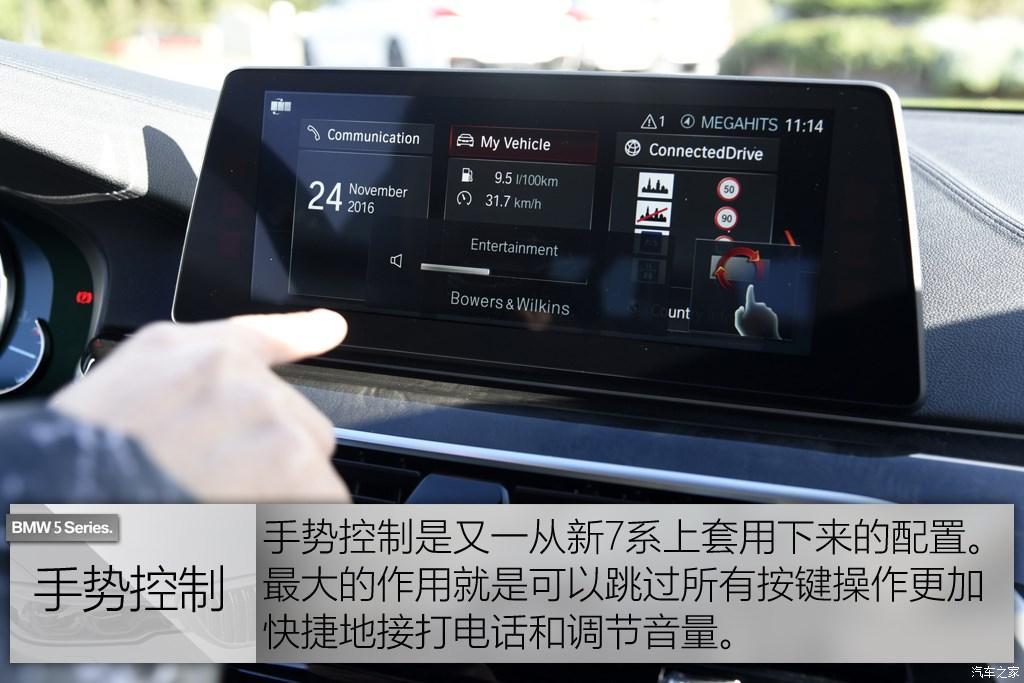 MEGAHITS 11:14
1
Communication
My Vehicle
ConnectedDrive
24 November
2016
9.5 l/100km
31.7 km/h
50
90
Entertainment
Bowers & Wilkins
BMW 5 Series.
手势控制
手势控制是又一从新7系上套用下来的配置。
最大的作用就是可以跳过所有按键操作更加
快捷地接打电话和调节音量。
汽车之家